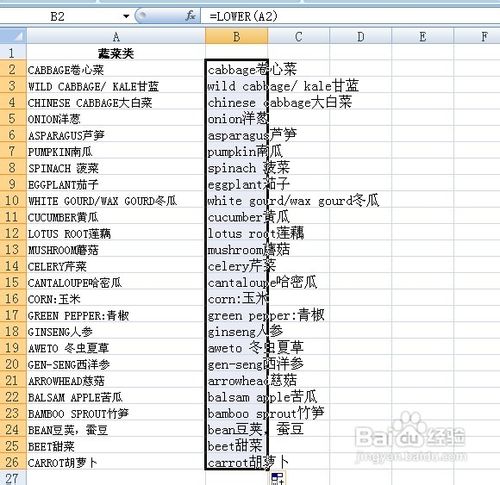 B2 fx =LOWER(A2)
A B C D E F
1 蔬菜类
2 CABBAGE卷心菜 cabbage卷心菜
3 WILD CABBAGE/ KALE甘蓝 wild cabbage/ kale甘蓝
4 CHINESE CABBAGE大白菜 chinese cabbage大白菜
5 ONION洋葱 onion洋葱
6 ASPARAGUS芦笋 asparagus芦笋
7 PUMPKIN南瓜 pumpkin南瓜
8 SPINACH 菠菜 spinach 菠菜
9 EGGPLANT茄子 eggplant茄子
10 WHITE GOURD/WAX GOURD冬瓜 white gourd/wax gourd冬瓜
11 CUCUMBER黄瓜 cucumber黄瓜
12 LOTUS ROOT莲藕 lotus root莲藕
13 MUSHROOM蘑菇 mushroom蘑菇
14 CELERY芹菜 celery芹菜
15 CANTALOUPE哈密瓜 cantaloupe哈密瓜
16 CORN:玉米 corn:玉米
17 GREEN PEPPER:青椒 green pepper:青椒
18 GINSENG人参 ginseng人参
19 AWETO 冬虫夏草 aweto 冬虫夏草
20 GEN-SENG西洋参 gen-seng西洋参
21 ARROWHEAD慈菇 arrowhead慈菇
22 BALSAM APPLE苦瓜 balsam apple苦瓜
23 BAMBOO SPROUT竹笋 bamboo sprout竹笋
24 BEAN豆荚，蚕豆 bean豆荚，蚕豆
25 BEET甜菜 beet甜菜
26 CARROT胡萝卜 carrot胡萝卜
27
Baidu 经验
jingyan.baidu.com